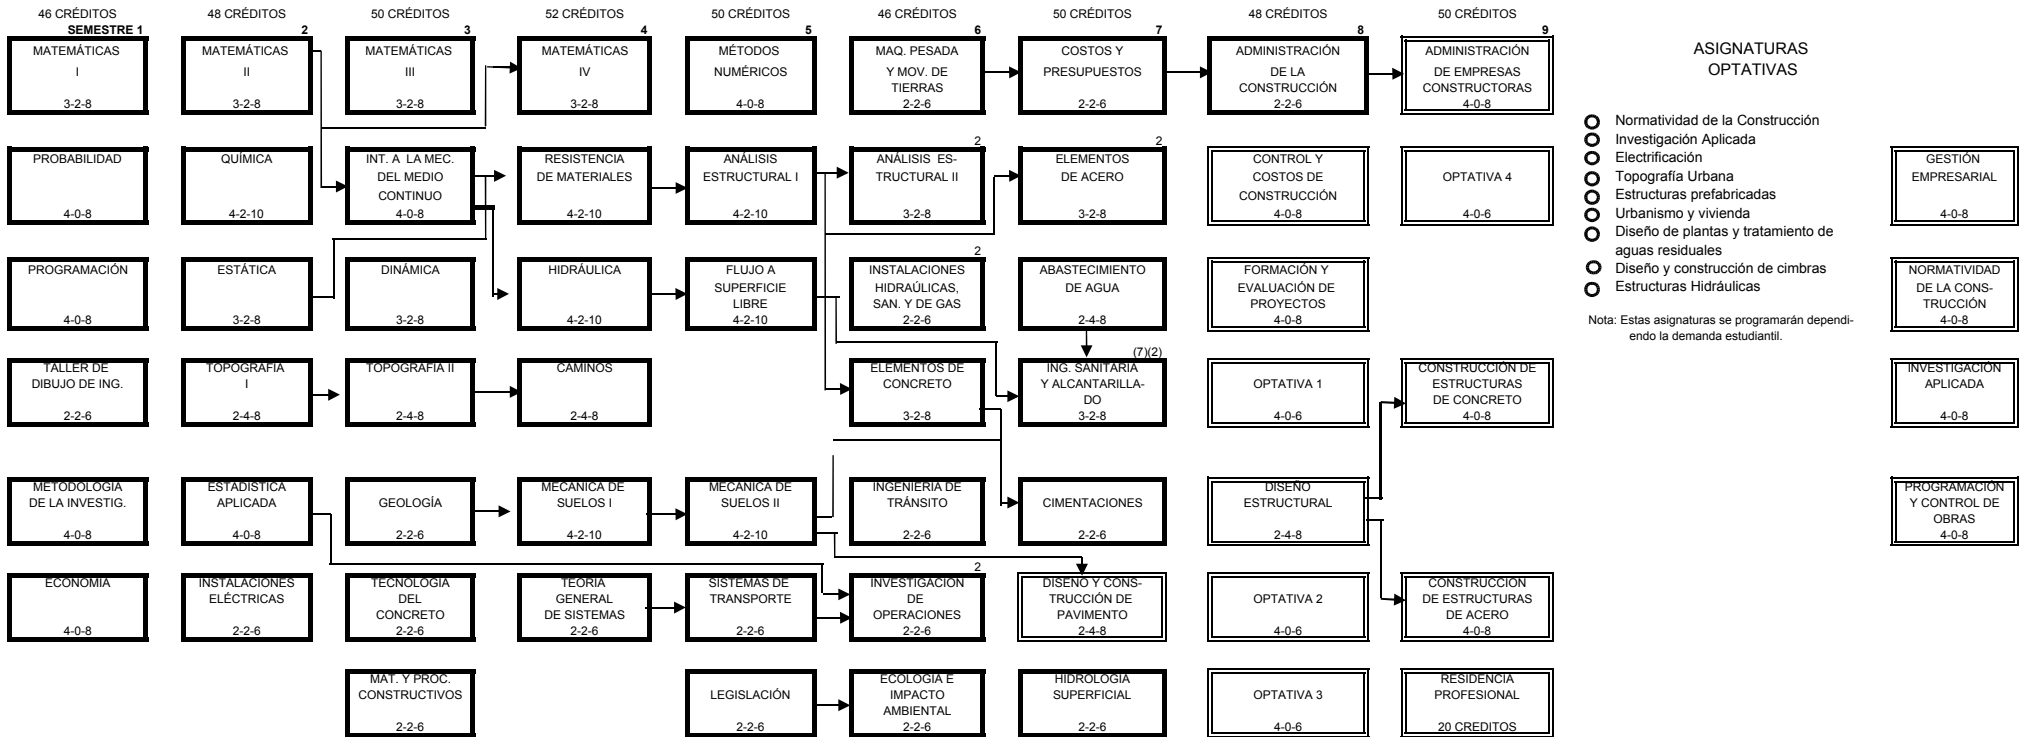 46 CRÉDITOS
48 CRÉDITOS
50 CRÉDITOS
52 CRÉDITOS
50 CRÉDITOS
46 CRÉDITOS
50 CRÉDITOS
48 CRÉDITOS
50 CRÉDITOS
SEMESTRE 1
2
3
4
5
6
7
8
9
MATEMÁTICAS
I
3-2-8
MATEMÁTICAS
II
3-2-8
MATEMÁTICAS
III
3-2-8
MATEMÁTICAS
IV
3-2-8
MÉTODOS
NUMÉRICOS
4-0-8
MAQ. PESADA
Y MOV. DE
TIERRAS
2-2-6
COSTOS Y
PRESUPUESTOS
2-2-6
ADMINISTRACIÓN
DE LA
CONSTRUCCIÓN
2-2-6
ADMINISTRACIÓN
DE EMPRESAS
CONSTRUCTORAS
4-0-8
PROBABILIDAD
4-0-8
QUÍMICA
4-2-10
INT. A LA MEC.
DEL MEDIO
CONTINUO
4-0-8
RESISTENCIA
DE MATERIALES
4-2-10
ANÁLISIS
ESTRUCTURAL I
4-2-10
2
ANÁLISIS ES-
TRUCTURAL II
3-2-8
2
ELEMENTOS
DE ACERO
3-2-8
CONTROL Y
COSTOS DE
CONSTRUCCIÓN
4-0-8
OPTATIVA 4
4-0-6
PROGRAMACIÓN
4-0-8
ESTÁTICA
3-2-8
DINÁMICA
3-2-8
HIDRÁULICA
4-2-10
FLUJO A
SUPERFICIE
LIBRE
4-2-10
2
INSTALACIONES
HIDRAÚLICAS,
SAN. Y DE GAS
2-2-6
ABASTECIMIENTO
DE AGUA
2-4-8
FORMACIÓN Y
EVALUACIÓN DE
PROYECTOS
4-0-8
TALLER DE
DIBUJO DE ING.
2-2-6
TOPOGRAFÍA
I
2-4-8
TOPOGRAFÍA II
2-4-8
CAMINOS
2-4-8
ELEMENTOS DE
CONCRETO
3-2-8
(7)(2)
ING. SANITARIA
Y ALCANTARILLA-
DO
3-2-8
OPTATIVA 1
4-0-6
CONSTRUCCIÓN DE
ESTRUCTURAS
DE CONCRETO
4-0-8
METODOLOGÍA
DE LA INVESTIG.
4-0-8
ESTADÍSTICA
APLICADA
4-0-8
GEOLOGÍA
2-2-6
MECÁNICA DE
SUELOS I
4-2-10
MECÁNICA DE
SUELOS II
4-2-10
INGENIERÍA DE
TRÁNSITO
2-2-6
CIMENTACIONES
2-2-6
DISEÑO
ESTRUCTURAL
2-4-8
ECONOMÍA
4-0-8
INSTALACIONES
ELÉCTRICAS
2-2-6
TECNOLOGÍA
DEL
CONCRETO
2-2-6
TEORÍA
GENERAL
DE SISTEMAS
2-2-6
SISTEMAS DE
TRANSPORTE
2-2-6
2
INVESTIGACIÓN
DE
OPERACIONES
2-2-6
DISEÑO Y CONS-
TRUCCIÓN DE
PAVIMENTO
2-4-8
OPTATIVA 2
4-0-6
CONSTRUCCIÓN
DE ESTRUCTURAS
DE ACERO
4-0-8
MAT. Y PROC.
CONSTRUCTIVOS
2-2-6
LEGISLACIÓN
2-2-6
ECOLOGÍA E
IMPACTO
AMBIENTAL
2-2-6
HIDROLOGÍA
SUPERFICIAL
2-2-6
OPTATIVA 3
4-0-6
RESIDENCIA
PROFESIONAL
20 CREDITOS
ASIGNATURAS
OPTATIVAS
Normatividad de la Construcción
Investigación Aplicada
Electrificación
Topografía Urbana
Estructuras prefabricadas
Urbanismo y vivienda
Diseño de plantas y tratamiento de
aguas residuales
Diseño y construcción de cimbras
Estructuras Hidráulicas
Nota: Estas asignaturas se programarán dependi-
endo la demanda estudiantil.
GESTIÓN
EMPRESARIAL
4-0-8
NORMATIVIDAD
DE LA CONS-
TRUCCIÓN
4-0-8
INVESTIGACIÓN
APLICADA
4-0-8
PROGRAMACIÓN
Y CONTROL DE
OBRAS
4-0-8